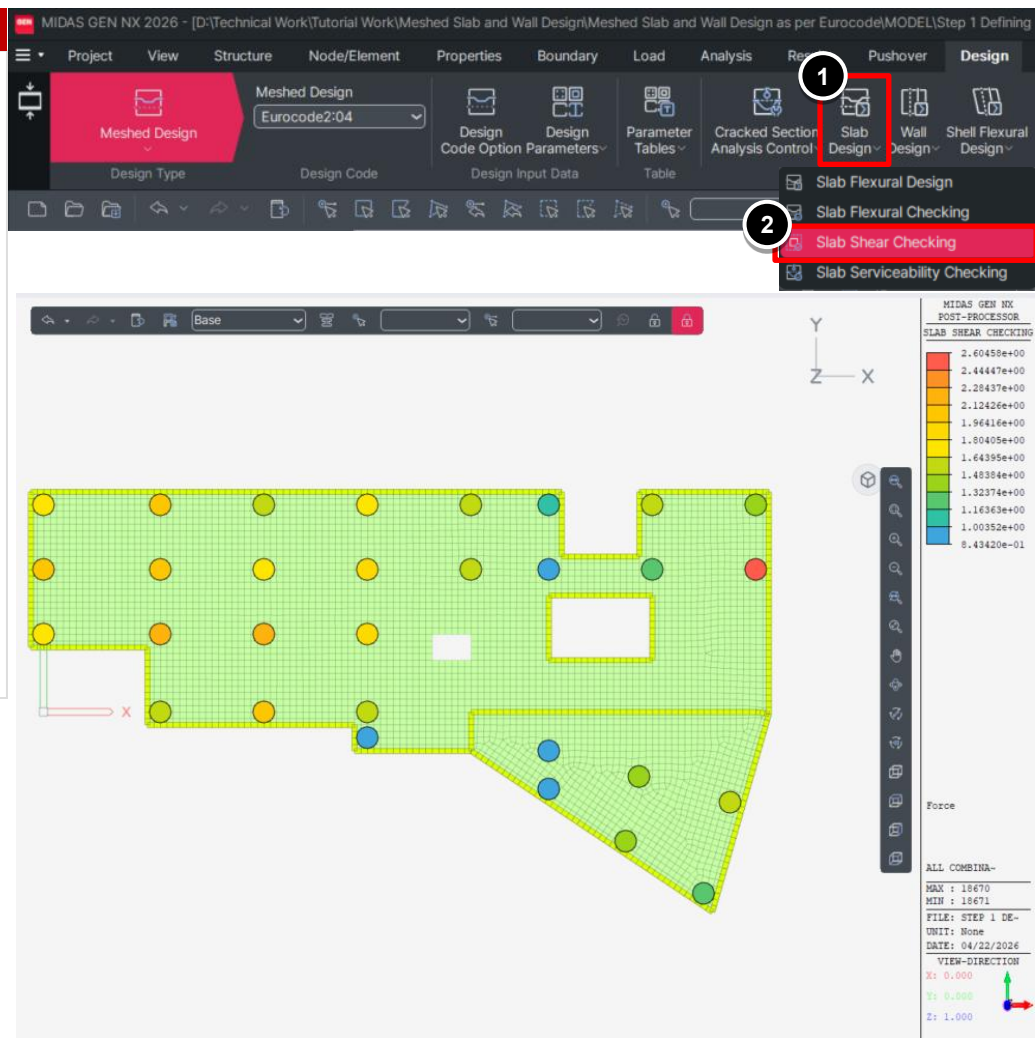 GEN MIDAS GEN NX 2026 - [D:\Technical Work\Tutorial Work\Meshed Slab and Wall Design\Meshed Slab and Wall Design as per Eurocode\MODEL\Step 1 Defining
Project View Structure Node/Element Properties Boundary Load Analysis Res Pushover Design
1
Meshed Design
Eurocode2:04
Meshed Design
Design Code Option
Design Parameters
Parameter Tables
Cracked Section Analysis Control
Slab Design
Wall Design
Shell Flexural Design
Design Type Design Code Design Input Data Table
Slab Flexural Design
Slab Flexural Checking
2
Slab Shear Checking
Slab Serviceability Checking
Base
Y
Z X
X
MIDAS GEN NX
POST-PROCESSOR
SLAB SHEAR CHECKING
2.60458e+00
2.44447e+00
2.28437e+00
2.12426e+00
1.96416e+00
1.80405e+00
1.64395e+00
1.48384e+00
1.32374e+00
1.16363e+00
1.00352e+00
8.43420e-01
Force
ALL COMBINA~
MAX : 18670
MIN : 18671
FILE: STEP 1 DE~
UNIT: None
DATE: 04/22/2026
VIEW-DIRECTION
X: 0.000
Y: 0.000
Z: 1.000